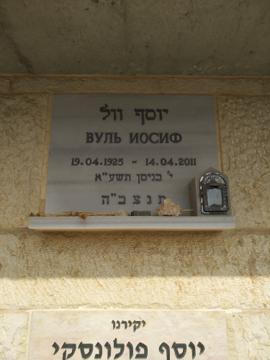 יוסף וול
ВУЛЬ ИОСИФ
19.04.1925 - 14.04.2011
י' בניסן תשע"א
תנצב"ה
יקירנו
יוסף פולונסקי